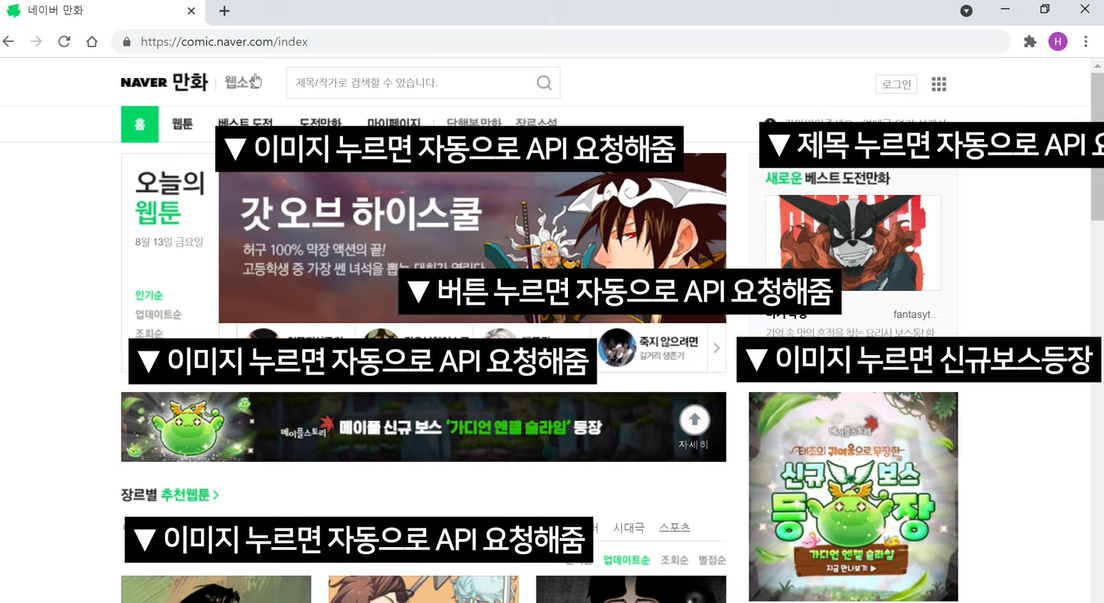 네이버 만화
https://comic.naver.com/index
H
NAVER 만화
웹소
제목/작가로 검색할 수 있습니다.
로그인
홈
웹툰
베스트 도전
도전만화
마이페이지
단행본만화
장르소설
▼ 이미지 누르면 자동으로 API 요청해줌
▼ 제목 누르면 자동으로 API 요
오늘의
웹툰
8월 13일 금요일
인기순
업데이트순
조회순
갓 오브 하이스쿨
허구 100% 막장 액션의 끝!
고등학생 중 가장 쎈 녀석을 뽑는 대회가 열린다
새로운 베스트 도전만화
▼ 버튼 누르면 자동으로 API 요청해줌
fantasyt...
▼ 이미지 누르면 자동으로 API 요청해줌
죽지 않으려면
길거리 생존기
▼ 이미지 누르면 신규보스등장
메이플스토리
메이플 신규 보스 '가디언 엔젤 슬라임' 등장
자세히
메이플스토리
태초의 귀여움으로 무장한
신규 보스
등장
가디언 엔젤 슬라임
지금 만나보기 ▶
장르별 추천웹툰 >
시대극
스포츠
▼ 이미지 누르면 자동으로 API 요청해줌
업데이트순
조회순
별점순